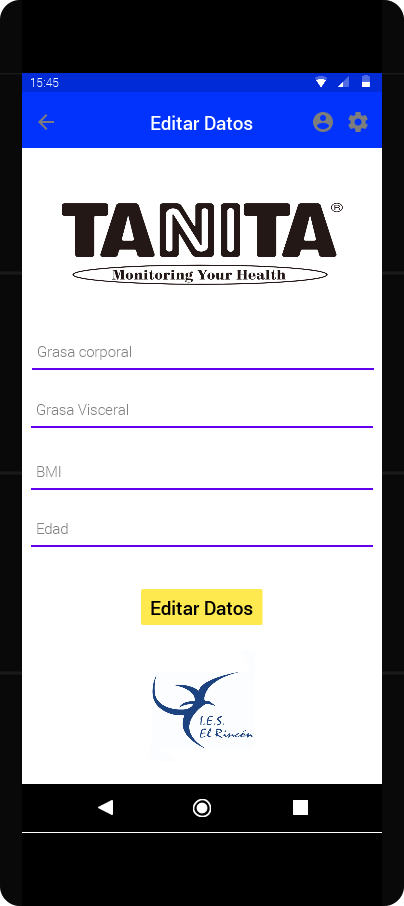 15:45
Editar Datos
TANITA®
Monitoring Your Health
Grasa corporal
Grasa Visceral
BMI
Edad
Editar Datos
I.E.S.
El Rincón